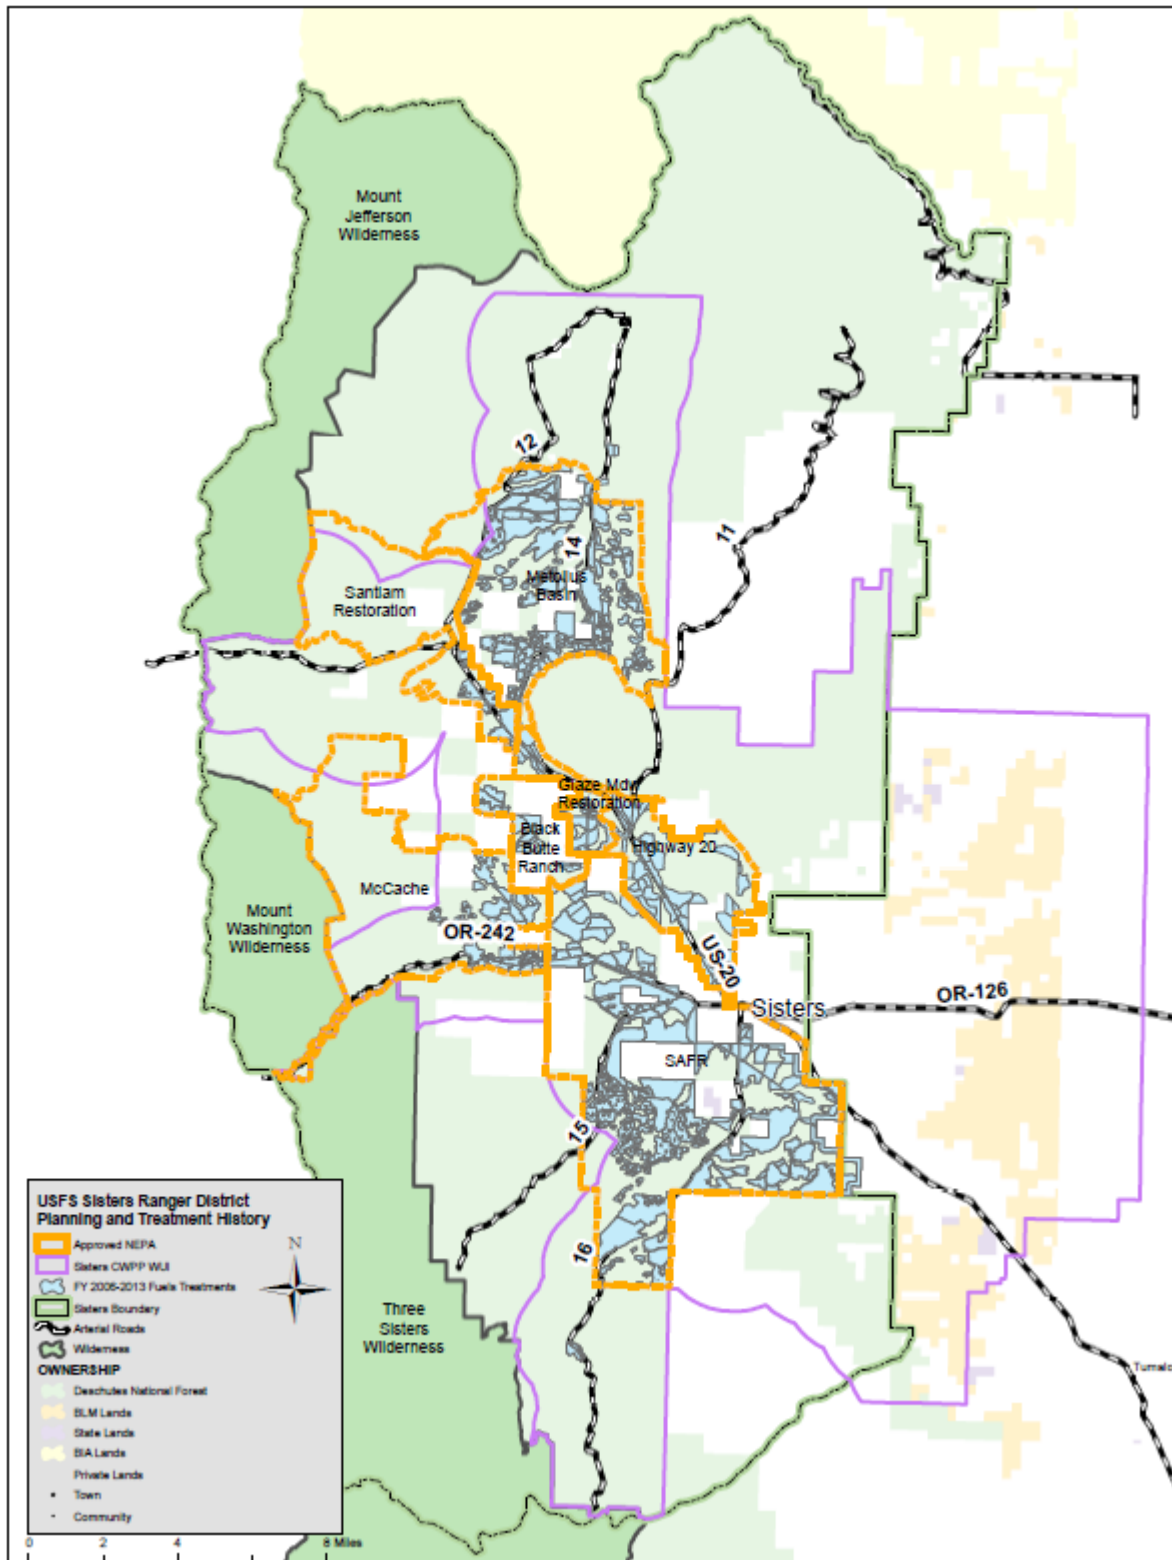 Mount
Jefferson
Wilderness
12
14
11
Metolius
Basin
Santiam
Restoration
Glaze Mdw
Restoration
Black
Butte
Ranch
Highway 20
McCache
Mount
Washington
Wilderness
OR-242
US-20
Sisters
OR-126
SAFR
15
16
Three
Sisters
Wilderness
Tumalo
USFS Sisters Ranger District
Planning and Treatment History
N
Approved NEPA
Sisters CWPP WUI
FY 2006-2013 Fuels Treatments
Sisters Boundary
Arterial Roads
Wilderness
OWNERSHIP
Deschutes National Forest
BLM Lands
State Lands
BIA Lands
Private Lands
Town
Community
0 2 4 8 Miles